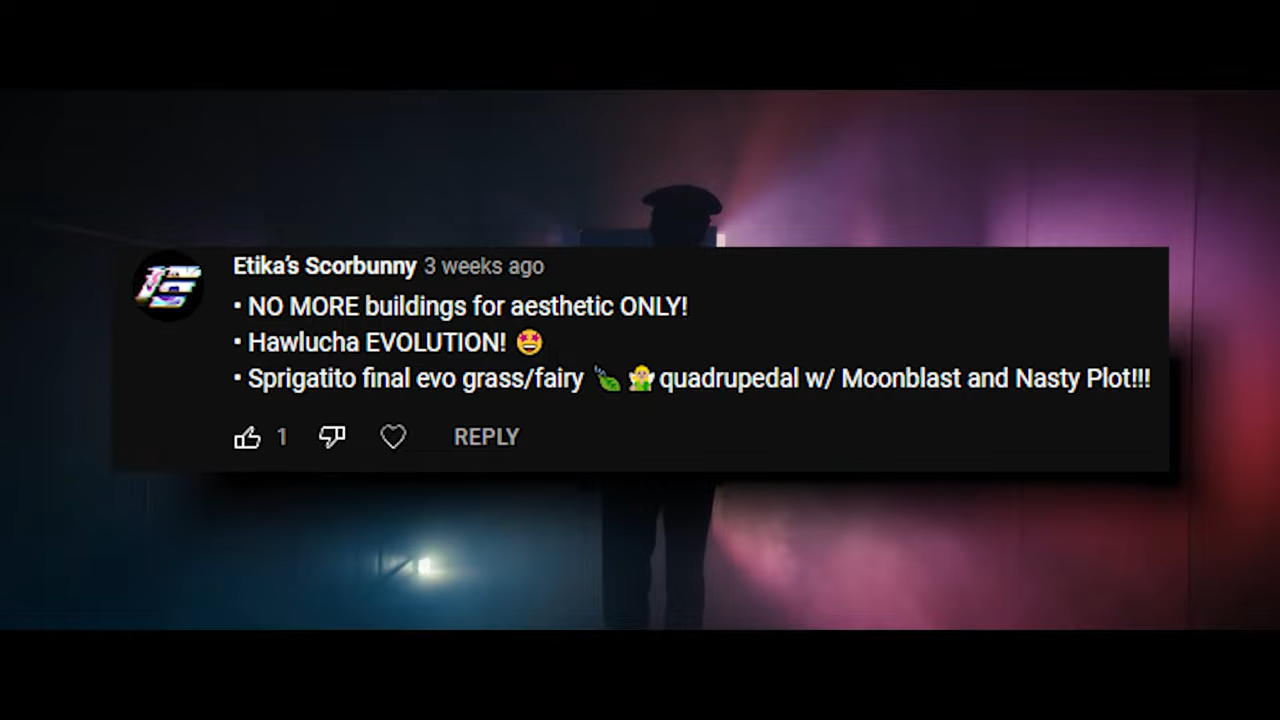 Etika's Scorbunny 3 weeks ago
• NO MORE buildings for aesthetic ONLY!
• Hawlucha EVOLUTION! 🤩
• Sprigatito final evo grass/fairy 🍃 🧚 quadrupedal w/ Moonblast and Nasty Plot!!!
1 REPLY